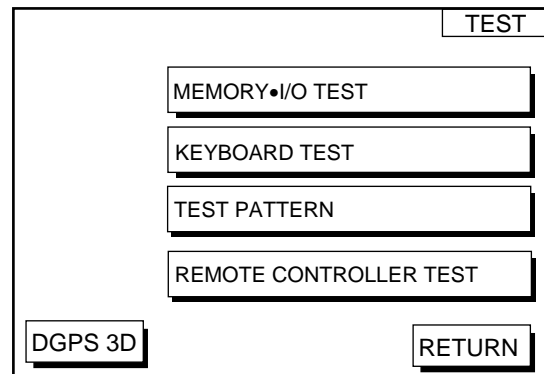 TEST
MEMORY•I/O TEST
KEYBOARD TEST
TEST PATTERN
REMOTE CONTROLLER TEST
DGPS 3D
RETURN